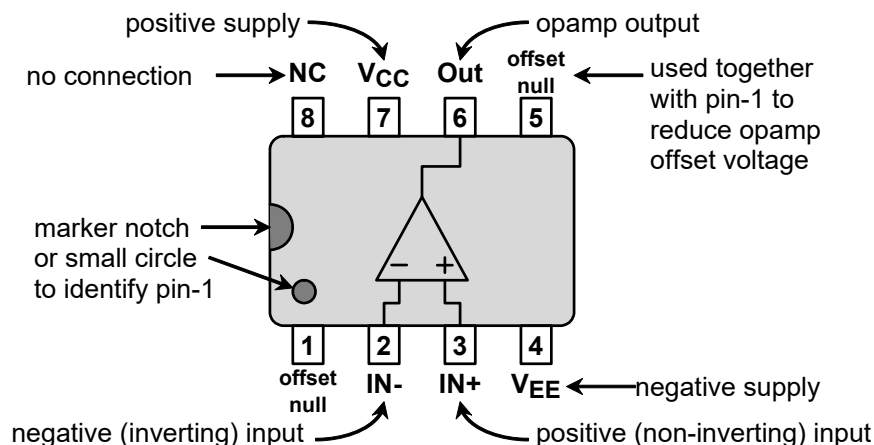 positive supply
opamp output
no connection
NC
VCC
Out
offset
null
used together
with pin-1 to
reduce opamp
offset voltage
8
7
6
5
marker notch
or small circle
to identify pin-1
− +
1
2
3
4
offset
null
IN-
IN+
VEE
negative supply
negative (inverting) input
positive (non-inverting) input